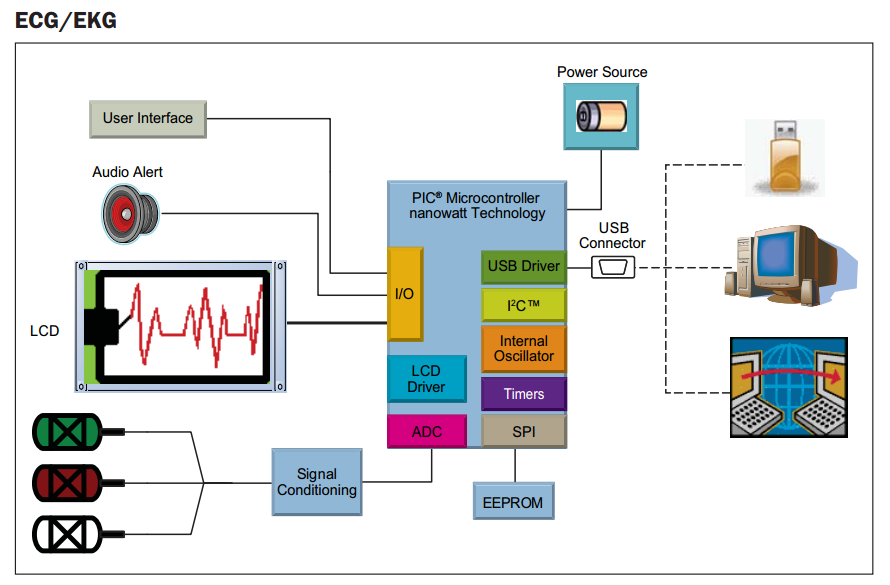 ECG/EKG
Power Source
User Interface
Audio Alert
PIC® Microcontroller
nanowatt Technology
USB
Connector
USB Driver
I/O
I²C™
LCD
Internal
Oscillator
LCD
Driver
Timers
ADC
SPI
Signal
Conditioning
EEPROM